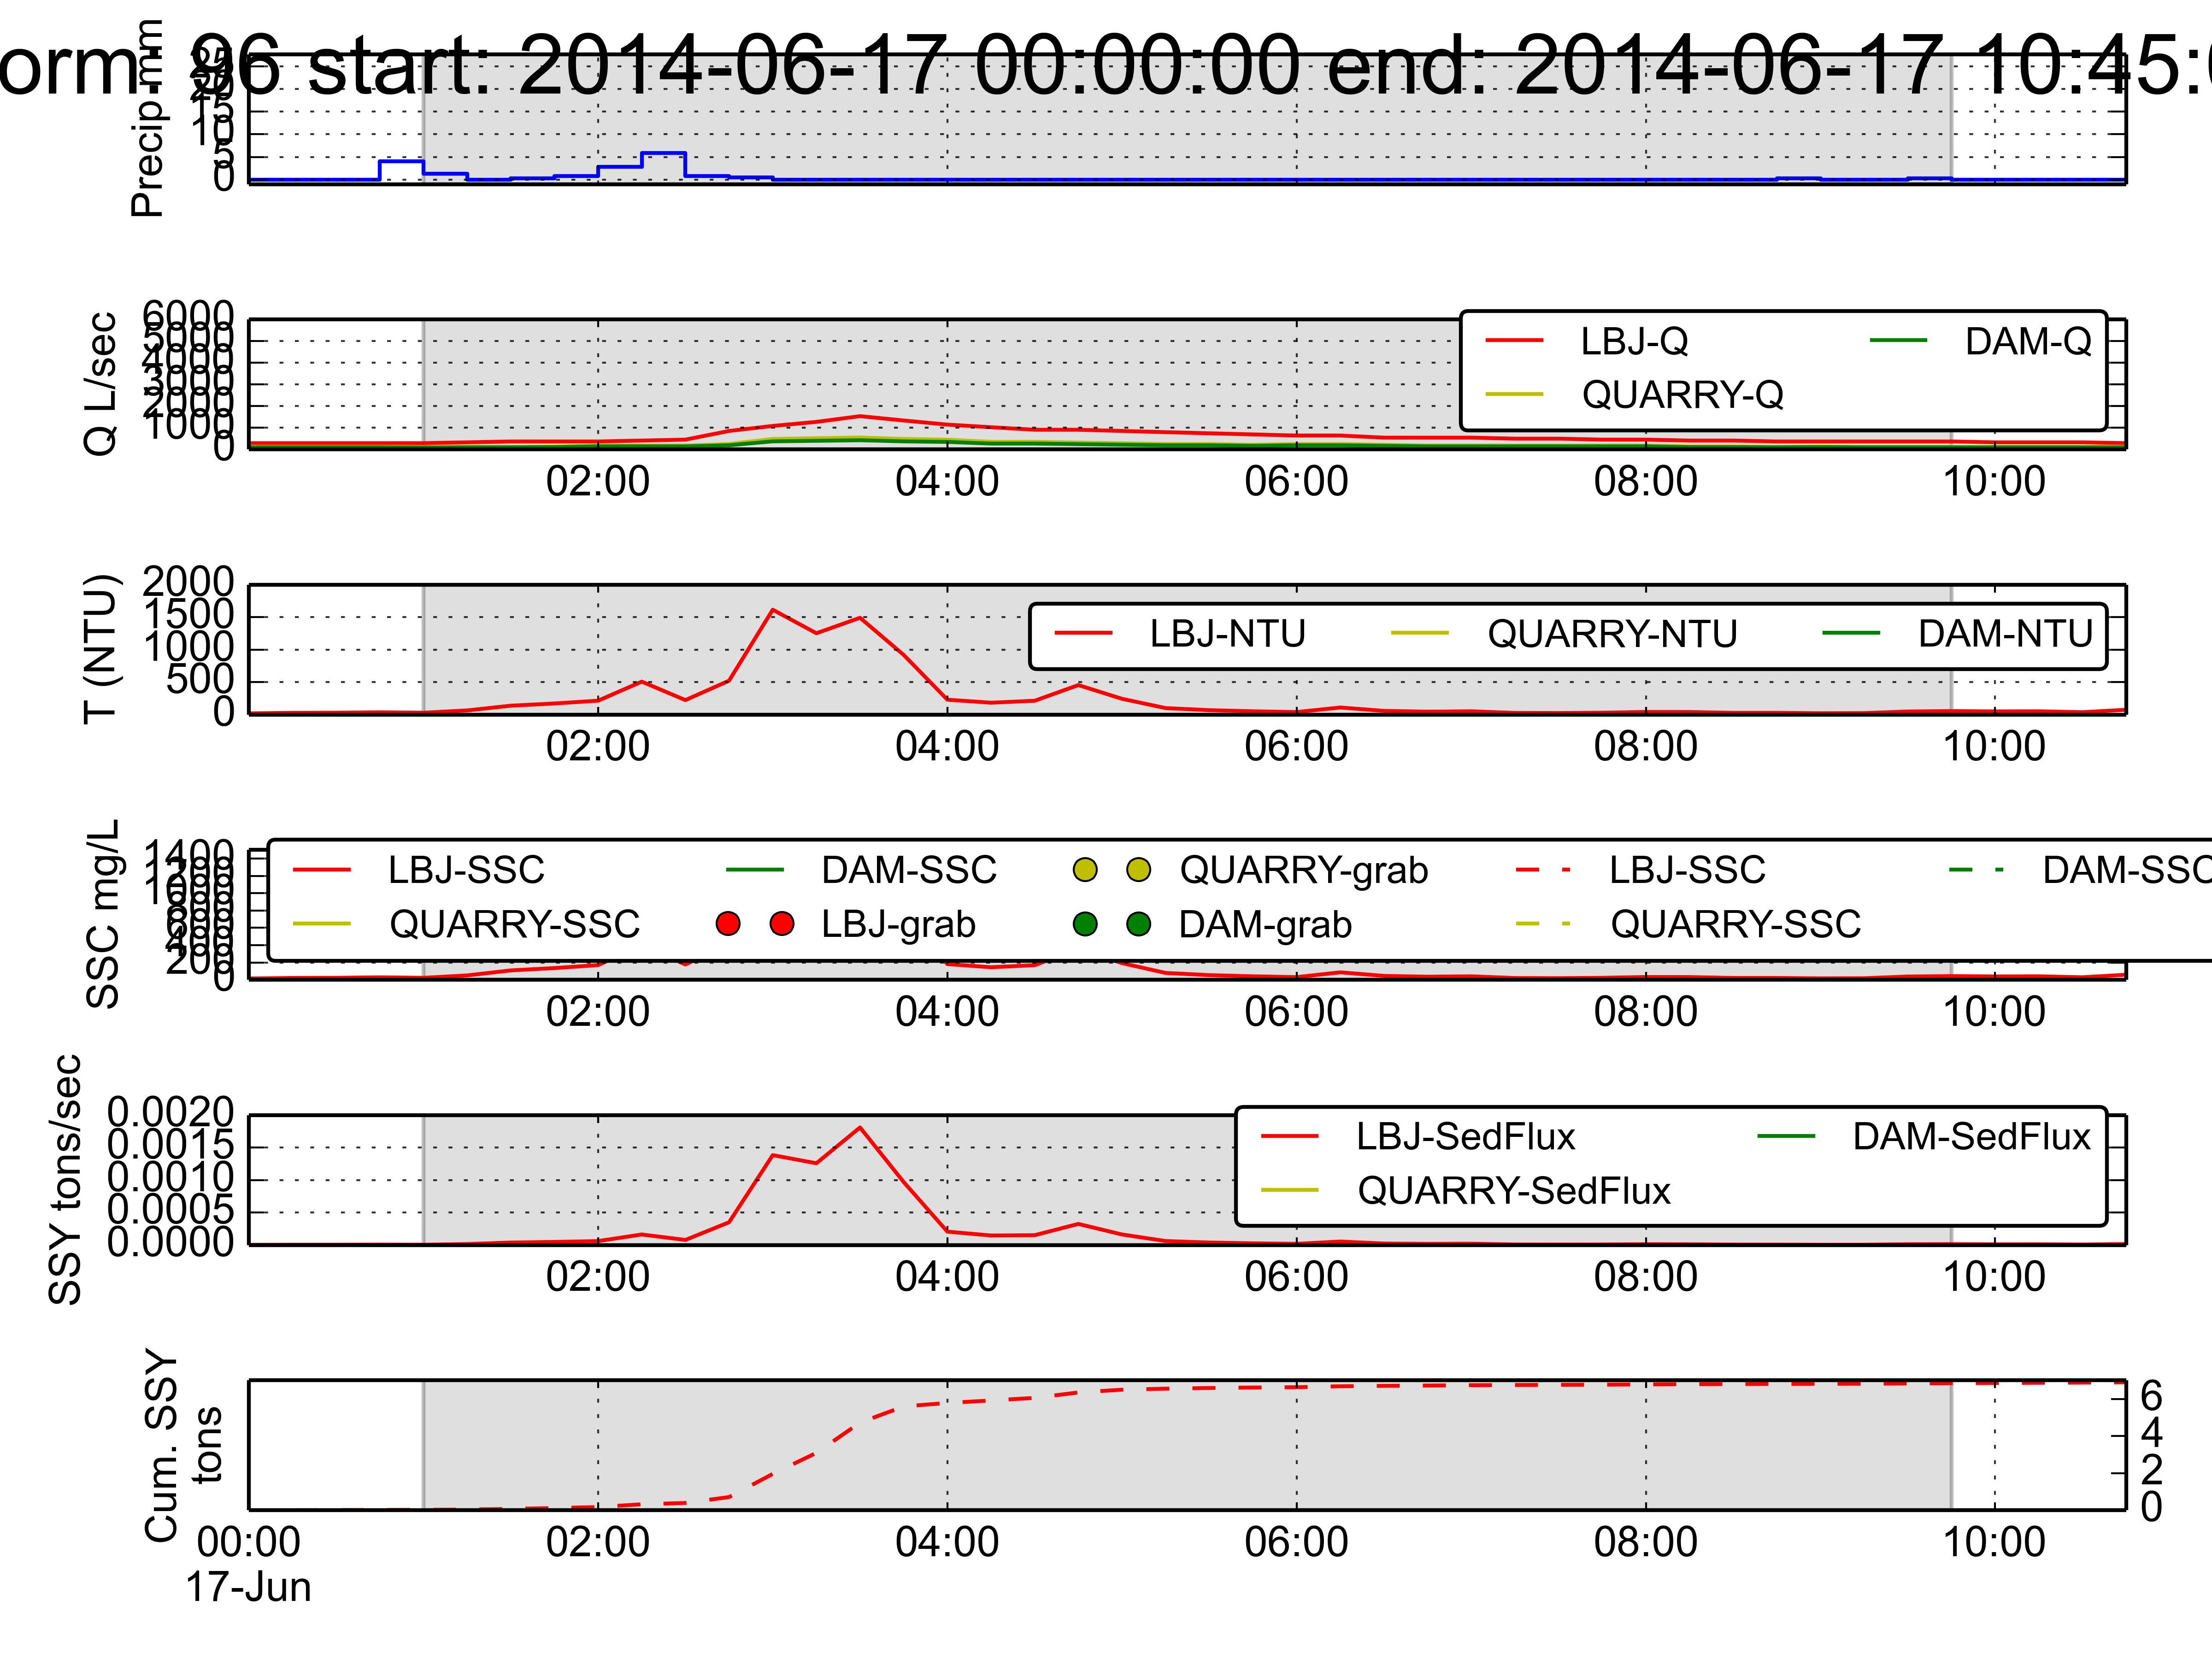 orm: 96 start: 2014-06-17 00:00:00 end: 2014-06-17 10:45:0
Precip mm
25
20
15
10
5
0
Q L/sec
6000
5000
4000
3000
2000
1000
0
LBJ-Q
DAM-Q
QUARRY-Q
02:00 04:00 06:00 08:00 10:00
T (NTU)
2000
1500
1000
500
0
LBJ-NTU QUARRY-NTU DAM-NTU
02:00 04:00 06:00 08:00 10:00
SSC mg/L
1400
1200
1000
800
600
400
200
0
LBJ-SSC DAM-SSC QUARRY-grab LBJ-SSC DAM-SSC
QUARRY-SSC LBJ-grab DAM-grab QUARRY-SSC
02:00 04:00 06:00 08:00 10:00
SSY tons/sec
0.0020
0.0015
0.0010
0.0005
0.0000
LBJ-SedFlux DAM-SedFlux
QUARRY-SedFlux
02:00 04:00 06:00 08:00 10:00
Cum. SSY
tons
6
4
2
0
00:00 02:00 04:00 06:00 08:00 10:00
17-Jun